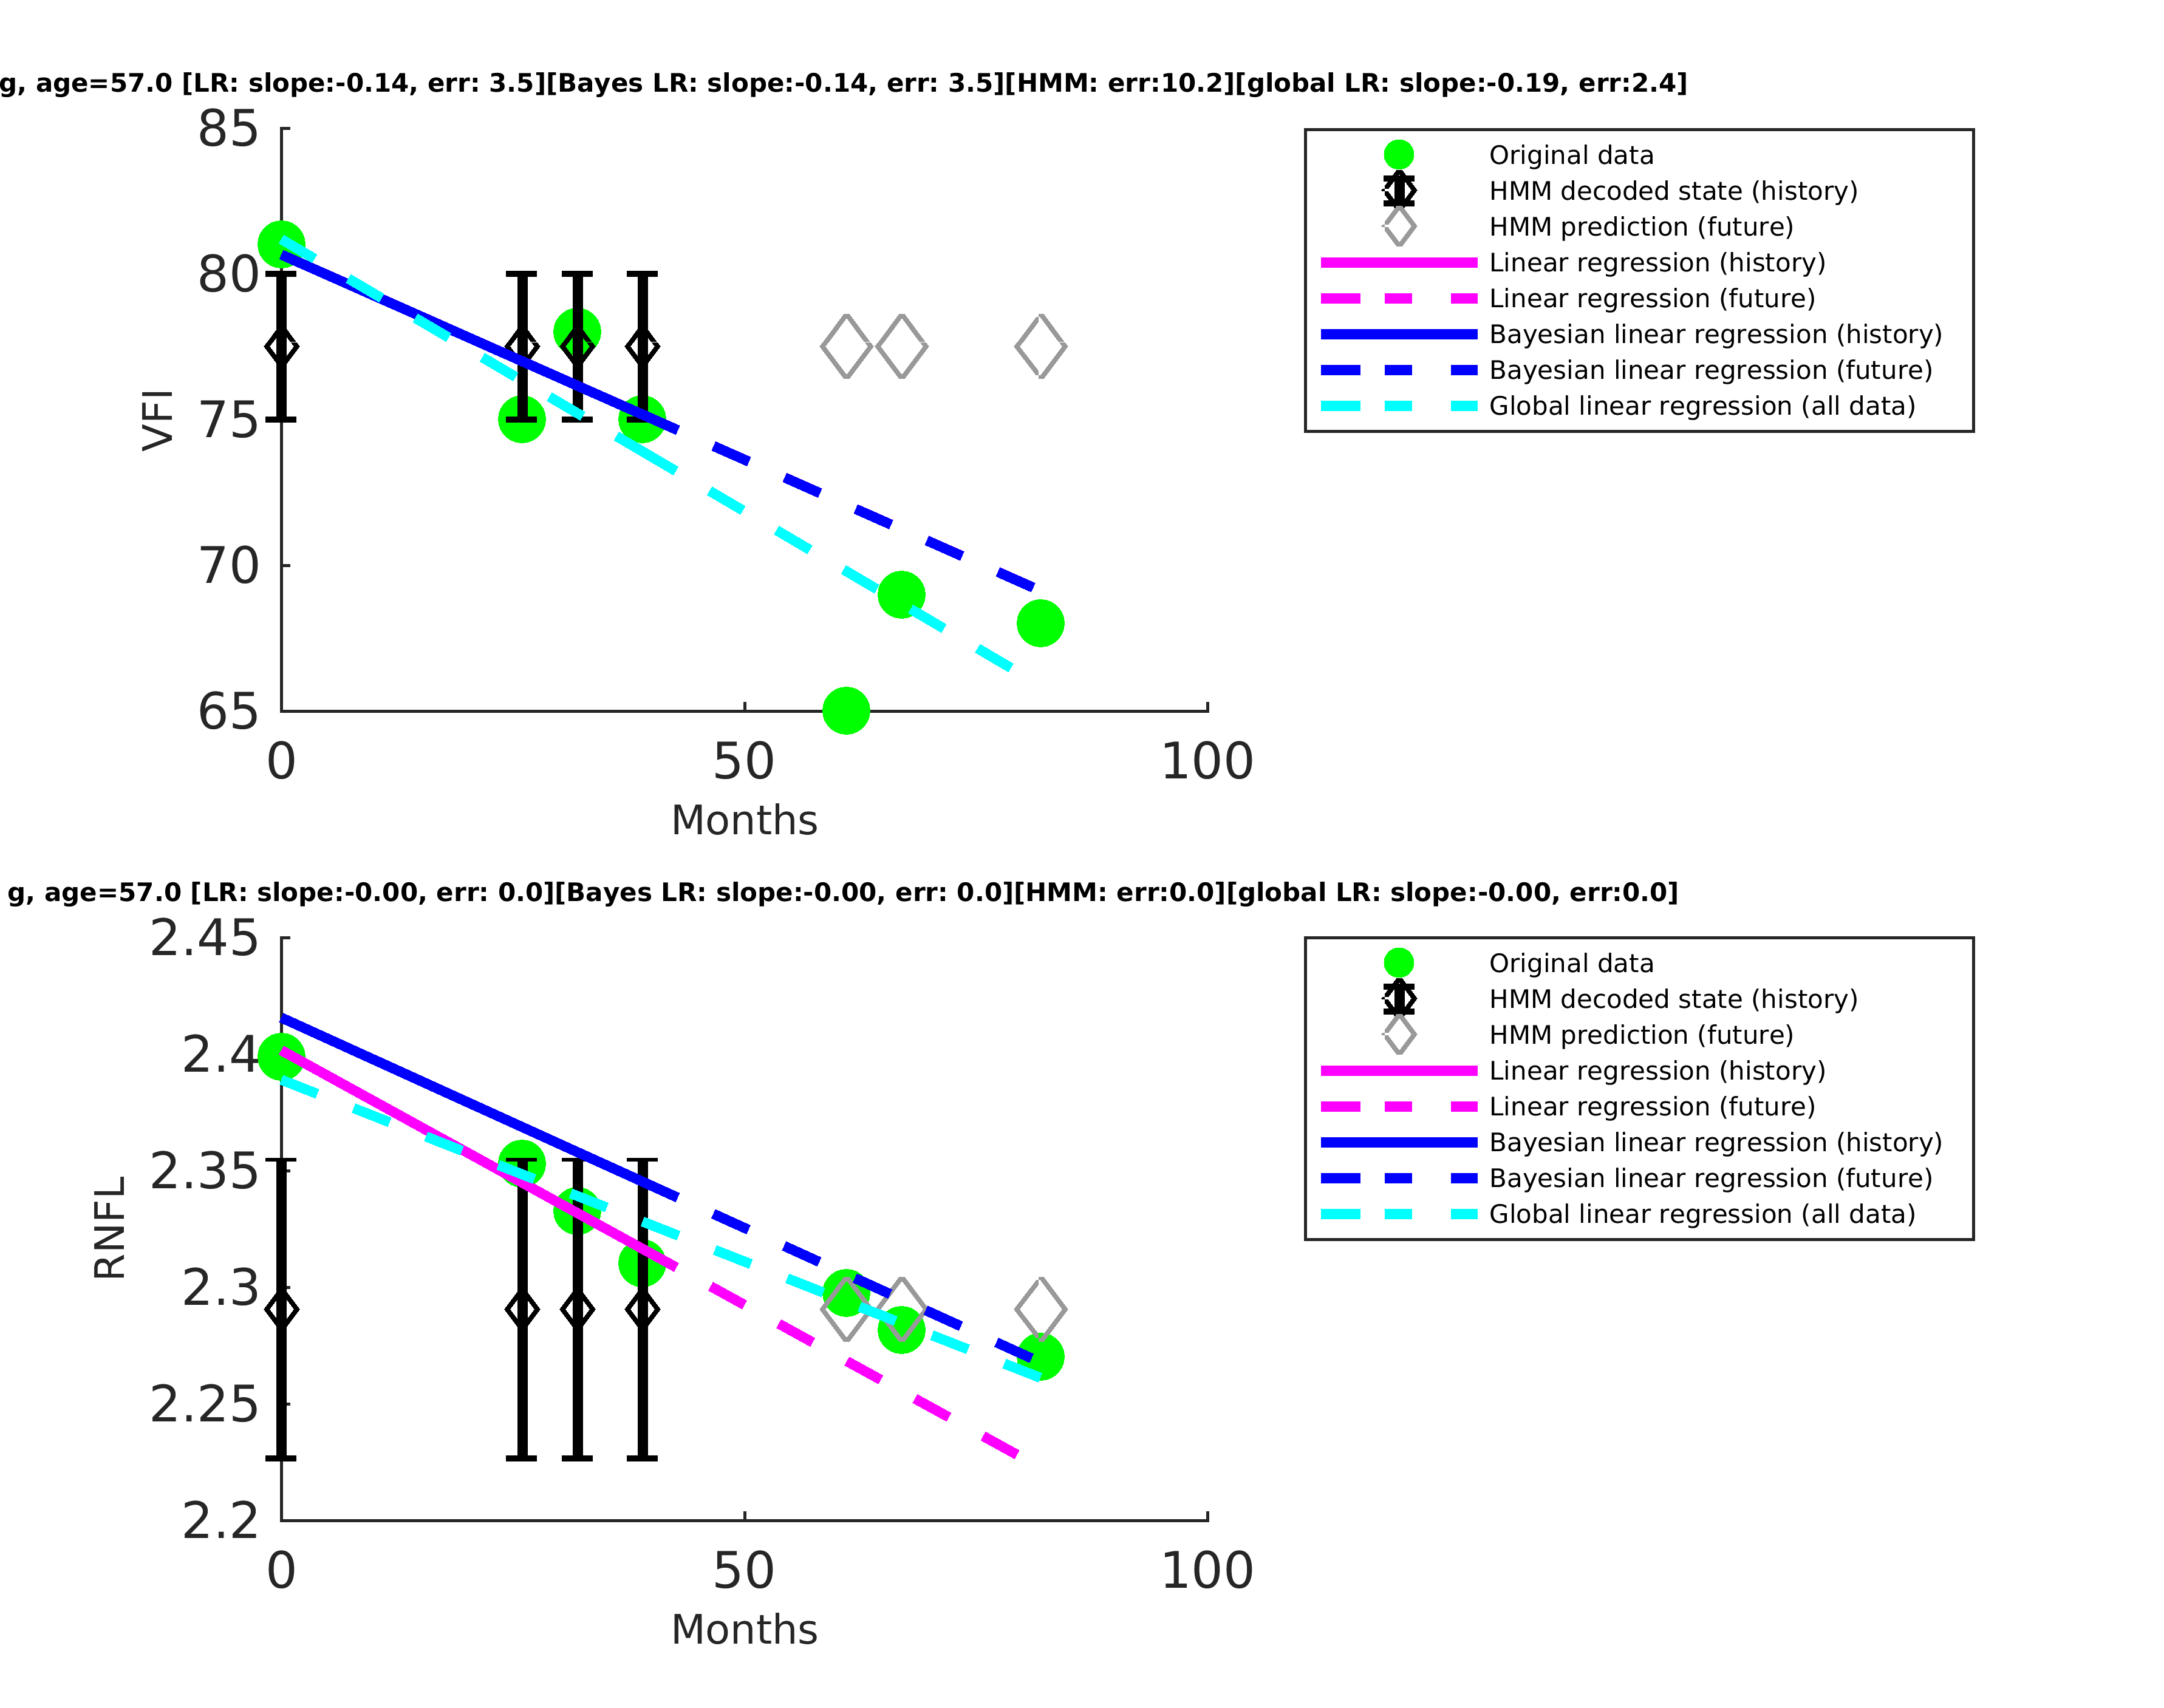 g, age=57.0 [LR: slope:-0.14, err: 3.5][Bayes LR: slope:-0.14, err: 3.5][HMM: err:10.2][global LR: slope:-0.19, err:2.4]
85
80
75
70
65
VFI
0 50 100
Months
Original data
HMM decoded state (history)
HMM prediction (future)
Linear regression (history)
Linear regression (future)
Bayesian linear regression (history)
Bayesian linear regression (future)
Global linear regression (all data)
g, age=57.0 [LR: slope:-0.00, err: 0.0][Bayes LR: slope:-0.00, err: 0.0][HMM: err:0.0][global LR: slope:-0.00, err:0.0]
2.45
2.4
2.35
2.3
2.25
2.2
RNFL
0 50 100
Months
Original data
HMM decoded state (history)
HMM prediction (future)
Linear regression (history)
Linear regression (future)
Bayesian linear regression (history)
Bayesian linear regression (future)
Global linear regression (all data)